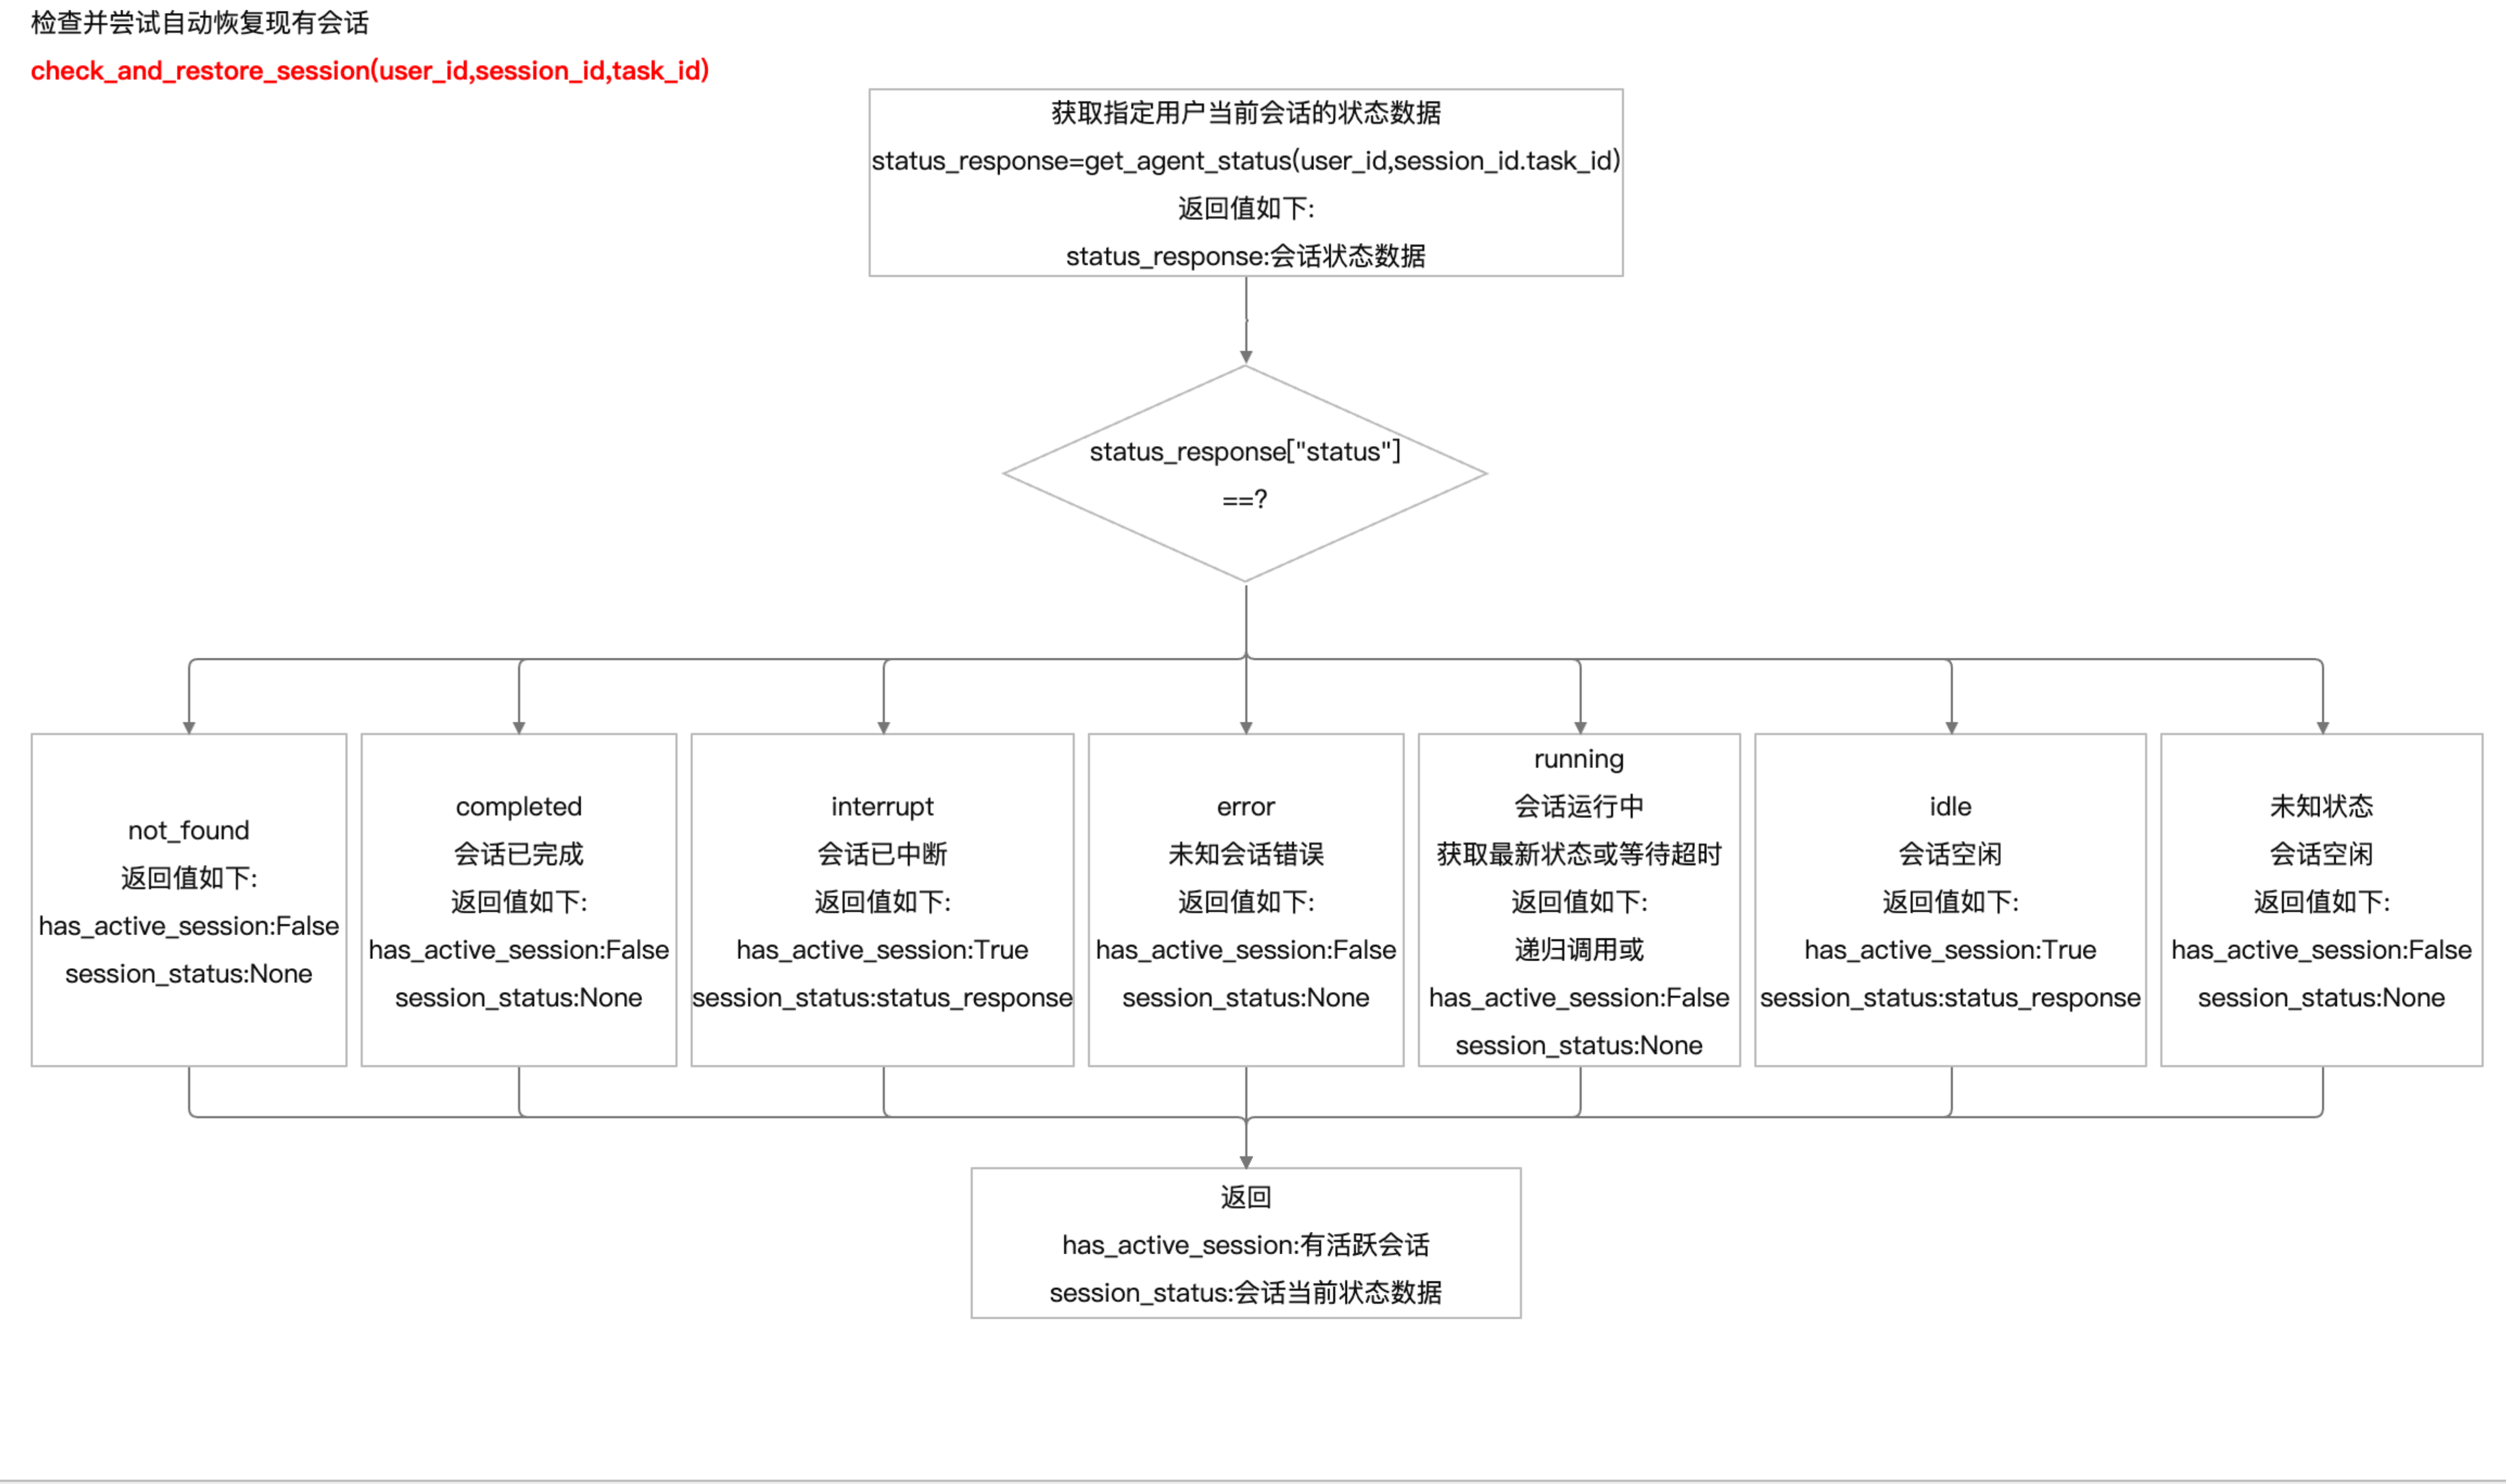 检查并尝试自动恢复现有会话
check_and_restore_session(user_id,session_id,task_id)
获取指定用户当前会话的状态数据
status_response=get_agent_status(user_id,session_id.task_id)
返回值如下:
status_response:会话状态数据
status_response["status"]
==?
not_found
返回值如下:
has_active_session:False
session_status:None
completed
会话已完成
返回值如下:
has_active_session:False
session_status:None
interrupt
会话已中断
返回值如下:
has_active_session:True
session_status:status_response
error
未知会话错误
返回值如下:
has_active_session:False
session_status:None
running
会话运行中
获取最新状态或等待超时
返回值如下:
递归调用或
has_active_session:False
session_status:None
idle
会话空闲
返回值如下:
has_active_session:True
session_status:status_response
未知状态
会话空闲
返回值如下:
has_active_session:False
session_status:None
返回
has_active_session:有活跃会话
session_status:会话当前状态数据